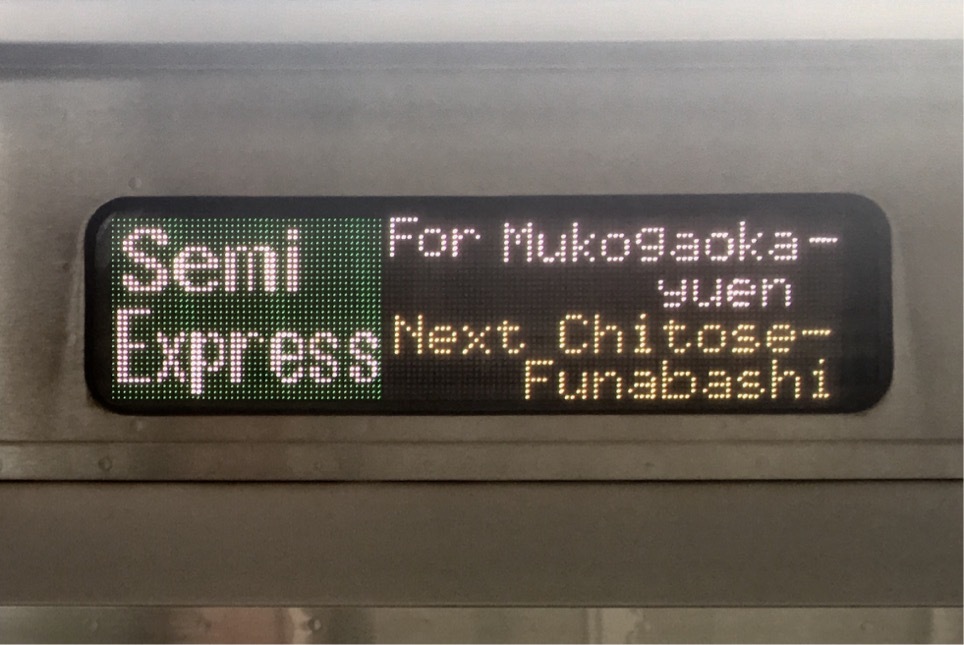 Semi
Express
For Mukogaoka-
yuen
Next Chitose-
Funabashi